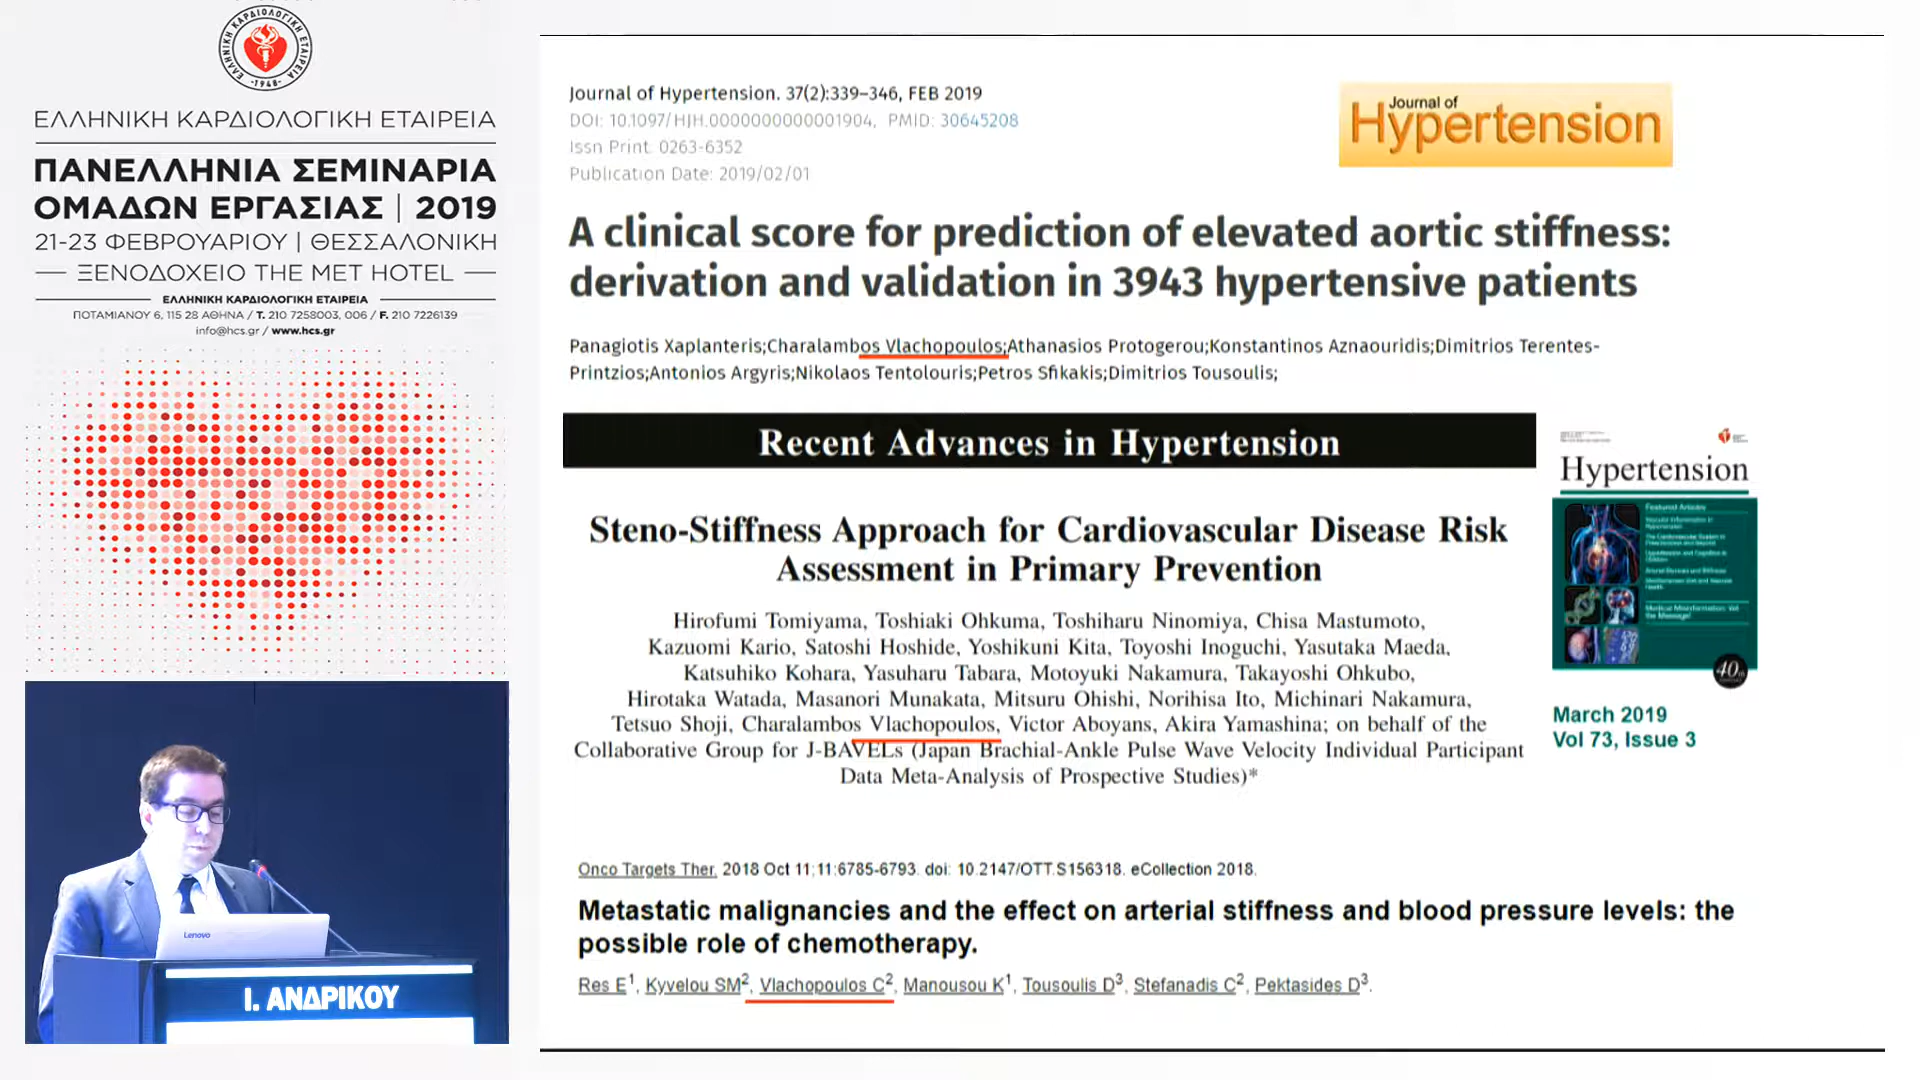 ΕΛΛΗΝΙΚΗ ΚΑΡΔΙΟΛΟΓΙΚΗ ΕΤΑΙΡΕΙΑ
-1948-
ΕΛΛΗΝΙΚΗ ΚΑΡΔΙΟΛΟΓΙΚΗ ΕΤΑΙΡΕΙΑ
ΠΑΝΕΛΛΗΝΙΑ ΣΕΜΙΝΑΡΙΑ
ΟΜΑΔΩΝ ΕΡΓΑΣΙΑΣ | 2019
21-23 ΦΕΒΡΟΥΑΡΙΟΥ | ΘΕΣΣΑΛΟΝΙΚΗ
ΞΕΝΟΔΟΧΕΙΟ THE MET HOTEL
ΕΛΛΗΝΙΚΗ ΚΑΡΔΙΟΛΟΓΙΚΗ ΕΤΑΙΡΕΙΑ
ΠΟΤΑΜΙΑΝΟΥ 6, 115 28 ΑΘΗΝΑ / T. 210 7258003, 006 / F. 210 7226139
info@hcs.gr / www.hcs.gr
Lenovo
Ι. ΑΝΔΡΙΚΟΥ
Journal of Hypertension. 37(2):339–346, FEB 2019
DOI: 10.1097/HJH.0000000000001904, PMID: 30645208
Issn Print: 0263-6352
Publication Date: 2019/02/01
Journal of
Hypertension
A clinical score for prediction of elevated aortic stiffness:
derivation and validation in 3943 hypertensive patients
Panagiotis Xaplanteris;Charalambos Vlachopoulos;Athanasios Protogerou;Konstantinos Aznaouridis;Dimitrios Terentes-
Printzios;Antonios Argyris;Nikolaos Tentolouris;Petros Sfikakis;Dimitrios Tousoulis;
Recent Advances in Hypertension
Steno-Stiffness Approach for Cardiovascular Disease Risk
Assessment in Primary Prevention
Hirofumi Tomiyama, Toshiaki Ohkuma, Toshiharu Ninomiya, Chisa Mastumoto,
Kazuomi Kario, Satoshi Hoshide, Yoshikuni Kita, Toyoshi Inoguchi, Yasutaka Maeda,
Katsuhiko Kohara, Yasuharu Tabara, Motoyuki Nakamura, Takayoshi Ohkubo,
Hirotaka Watada, Masanori Munakata, Mitsuru Ohishi, Norihisa Ito, Michinari Nakamura,
Tetsuo Shoji, Charalambos Vlachopoulos, Victor Aboyans, Akira Yamashina; on behalf of the
Collaborative Group for J-BAVELs (Japan Brachial-Ankle Pulse Wave Velocity Individual Participant
Data Meta-Analysis of Prospective Studies)*
Hypertension
Featured Articles
40th
March 2019
Vol 73, Issue 3
Onco Targets Ther. 2018 Oct 11;11:6785-6793. doi: 10.2147/OTT.S156318. eCollection 2018.
Metastatic malignancies and the effect on arterial stiffness and blood pressure levels: the
possible role of chemotherapy.
Res E1, Kyvelou SM2, Vlachopoulos C2, Manousou K1, Tousoulis D3, Stefanadis C2, Pektasides D3.